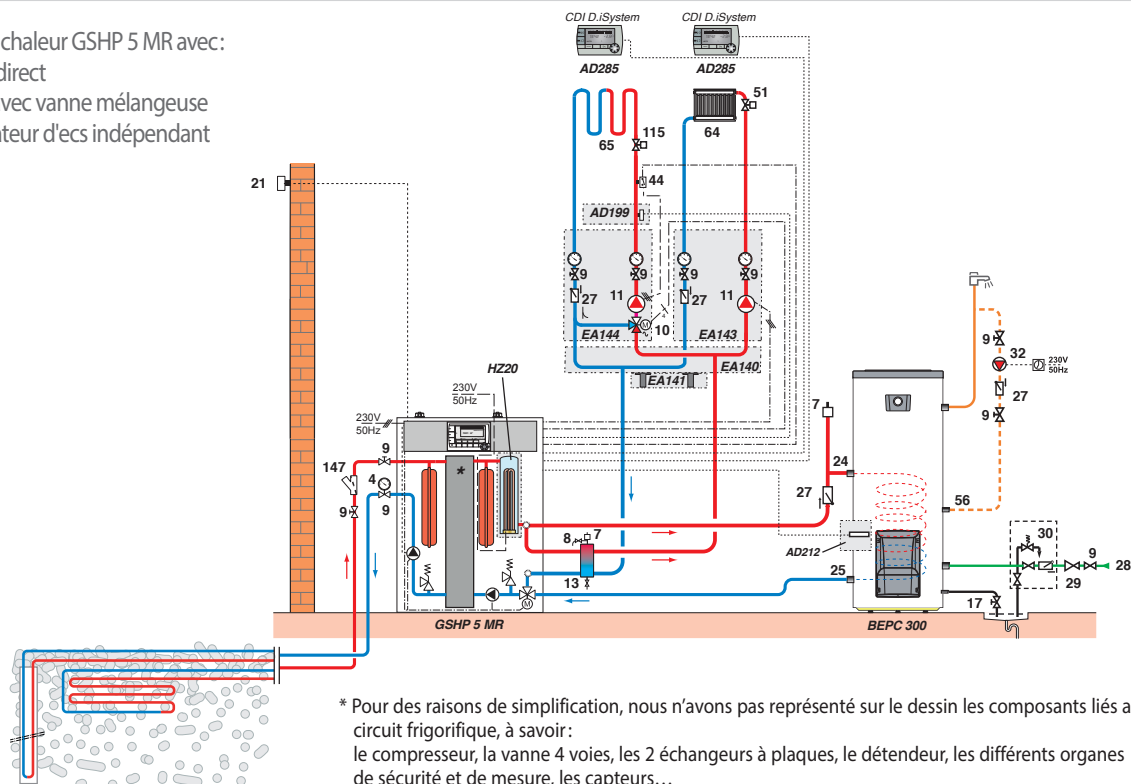 chaleur GSHP 5 MR avec:
direct
vec vanne mélangeuse
ateur d'ecs indépendant
CDI D.iSystem
CDI D.iSystem
AD285
AD285
51
65
115
64
21
44
AD199
9
9
9
9
27
11
27
11
10
EA144
EA143
EA140
EA141
HZ20
230V
50Hz
230V
50Hz
9
147
4
9
9
*
8
7
13
GSHP 5 MR
7
24
27
AD212
25
BEPC 300
9
32
230V
50Hz
27
9
56
30
9
28
29
17
M
M
* Pour des raisons de simplification, nous n'avons pas représenté sur le dessin les composants liés a
circuit frigorifique, à savoir:
le compresseur, la vanne 4 voies, les 2 échangeurs à plaques, le détendeur, les différents organes
de sécurité et de mesure, les capteurs…